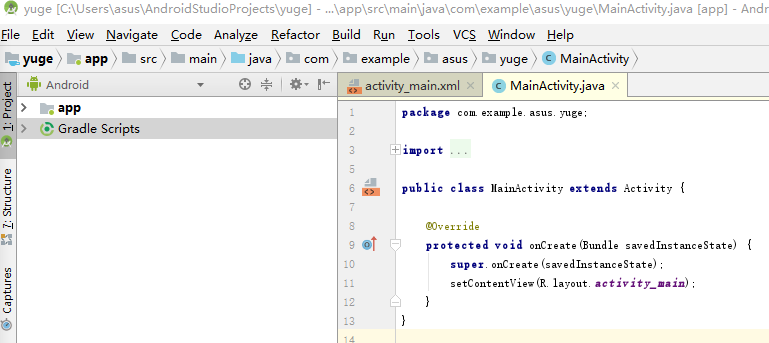 yuge [C:\Users\asus\AndroidStudioProjects\yuge] - ...\app\src\main\java\com\example\asus\yuge\MainActivity.java [app] - And
File Edit View Navigate Code Analyze Refactor Build Run Tools VCS Window Help
yuge app src main java com example asus yuge MainActivity
1: Project
7: Structure
Captures
Android
app
Gradle Scripts
activity_main.xml MainActivity.java
1 package com.example.asus.yuge;
2
3 import ...
5
6 public class MainActivity extends Activity {
7
8 @Override
9 protected void onCreate(Bundle savedInstanceState) {
10 super.onCreate(savedInstanceState);
11 setContentView(R.layout.activity_main);
12 }
13 }
14